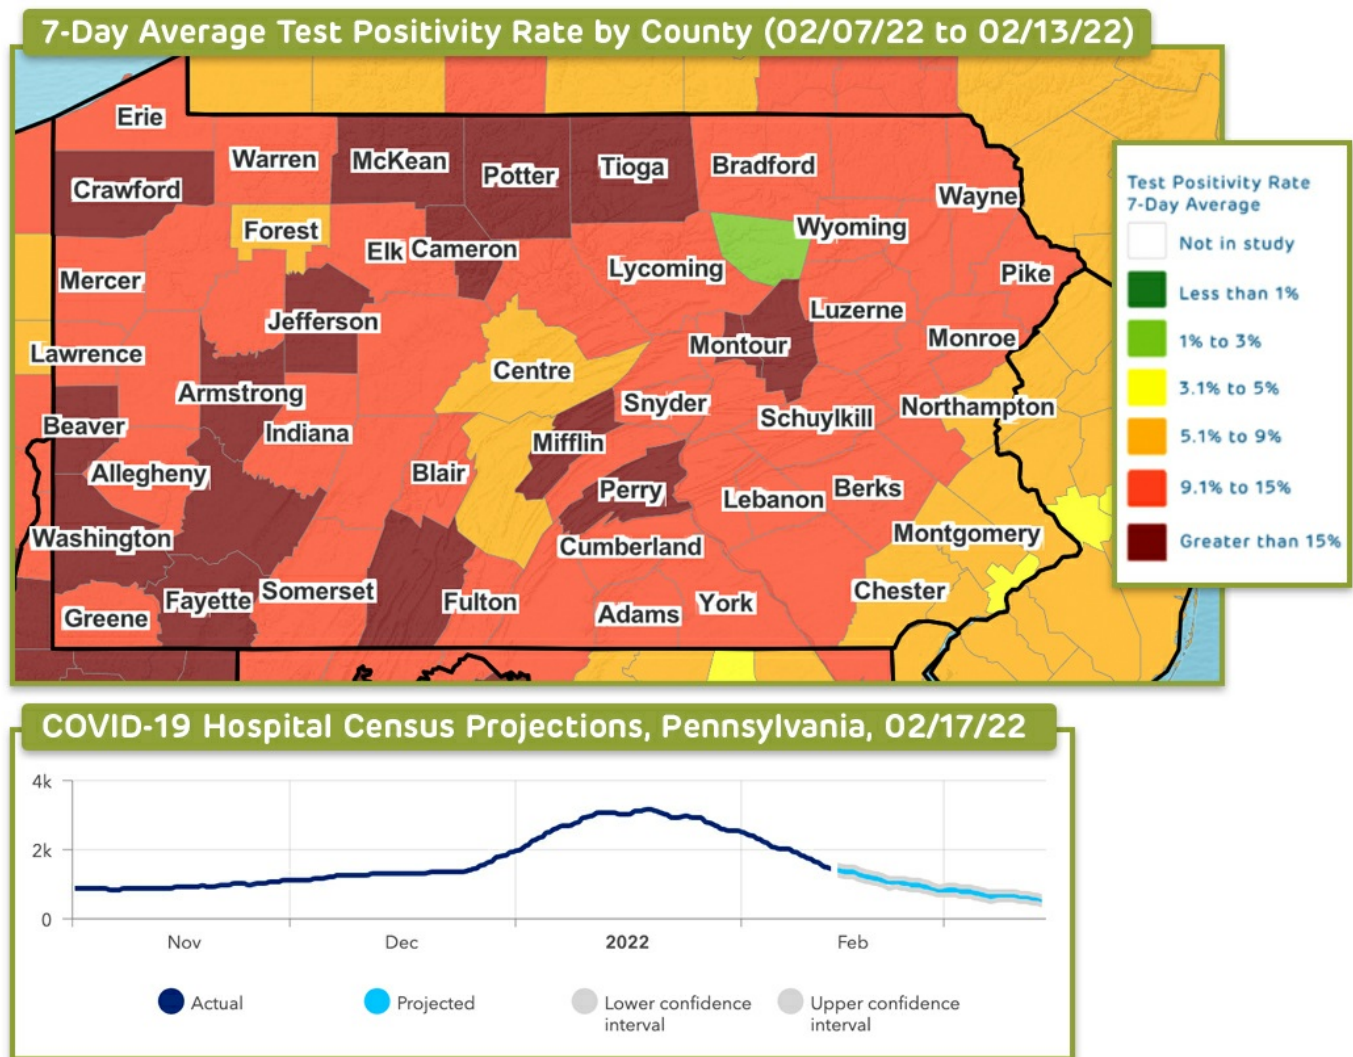 7-Day Average Test Positivity Rate by County (02/07/22 to 02/13/22)
Erie
Warren
McKean
Potter
Tioga
Bradford
Crawford
Wayne
Forest
Elk
Cameron
Wyoming
Lycoming
Mercer
Pike
Jefferson
Luzerne
Lawrence
Montour
Monroe
Centre
Armstrong
Snyder
Northampton
Beaver
Indiana
Schuylkill
Mifflin
Allegheny
Blair
Perry
Lebanon
Berks
Washington
Cumberland
Montgomery
Greene
Fayette
Somerset
Fulton
Adams
York
Chester
Test Positivity Rate
7-Day Average
Not in study
Less than 1%
1% to 3%
3.1% to 5%
5.1% to 9%
9.1% to 15%
Greater than 15%
COVID-19 Hospital Census Projections, Pennsylvania, 02/17/22
4k
2k
0
Nov
Dec
2022
Feb
Actual
Projected
Lower confidence
interval
Upper confidence
interval